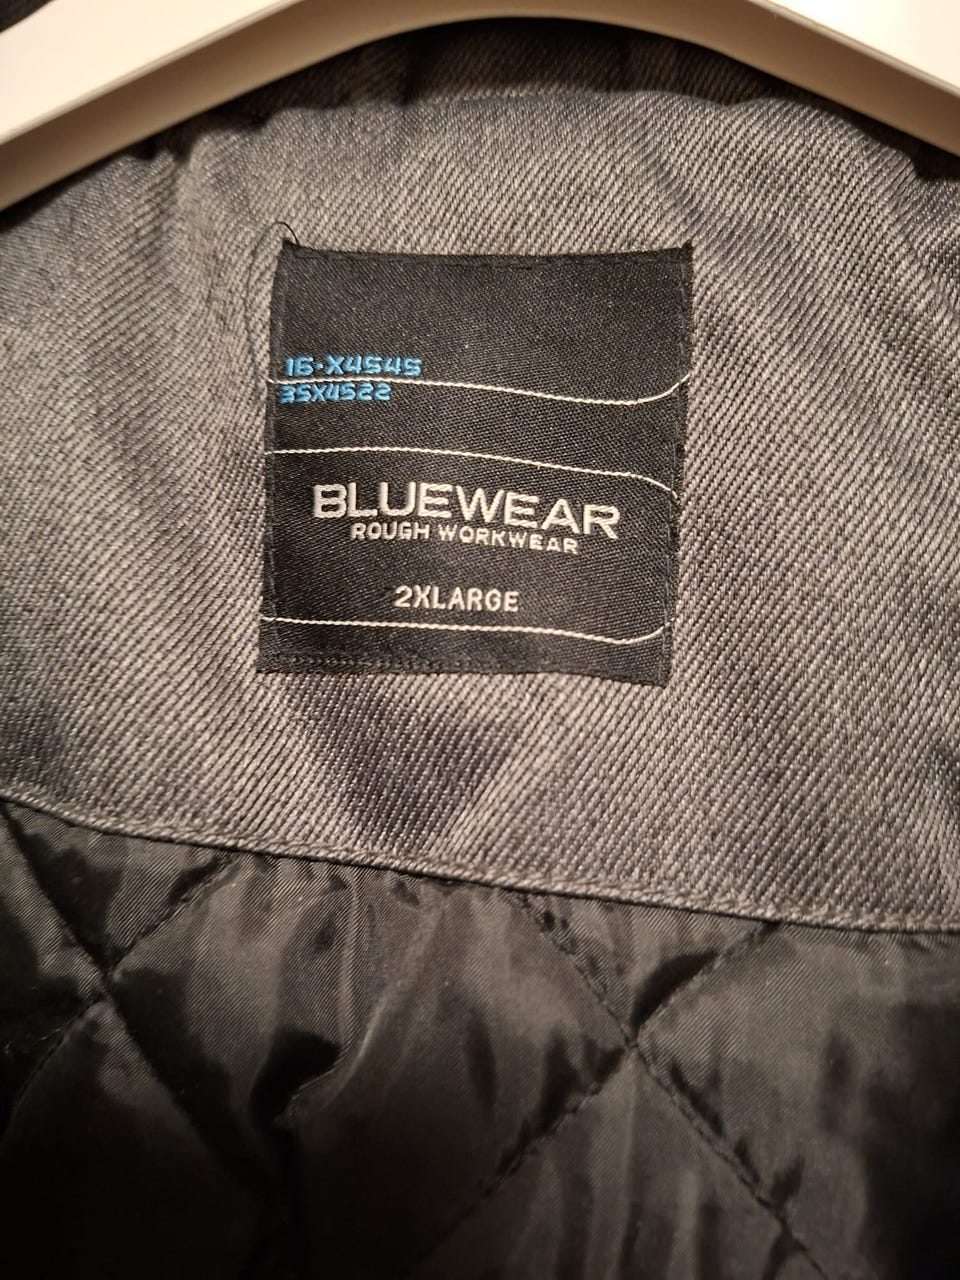 16-X4545
35X4522
BLUEWEAR
ROUGH WORKWEAR
2XLARGE